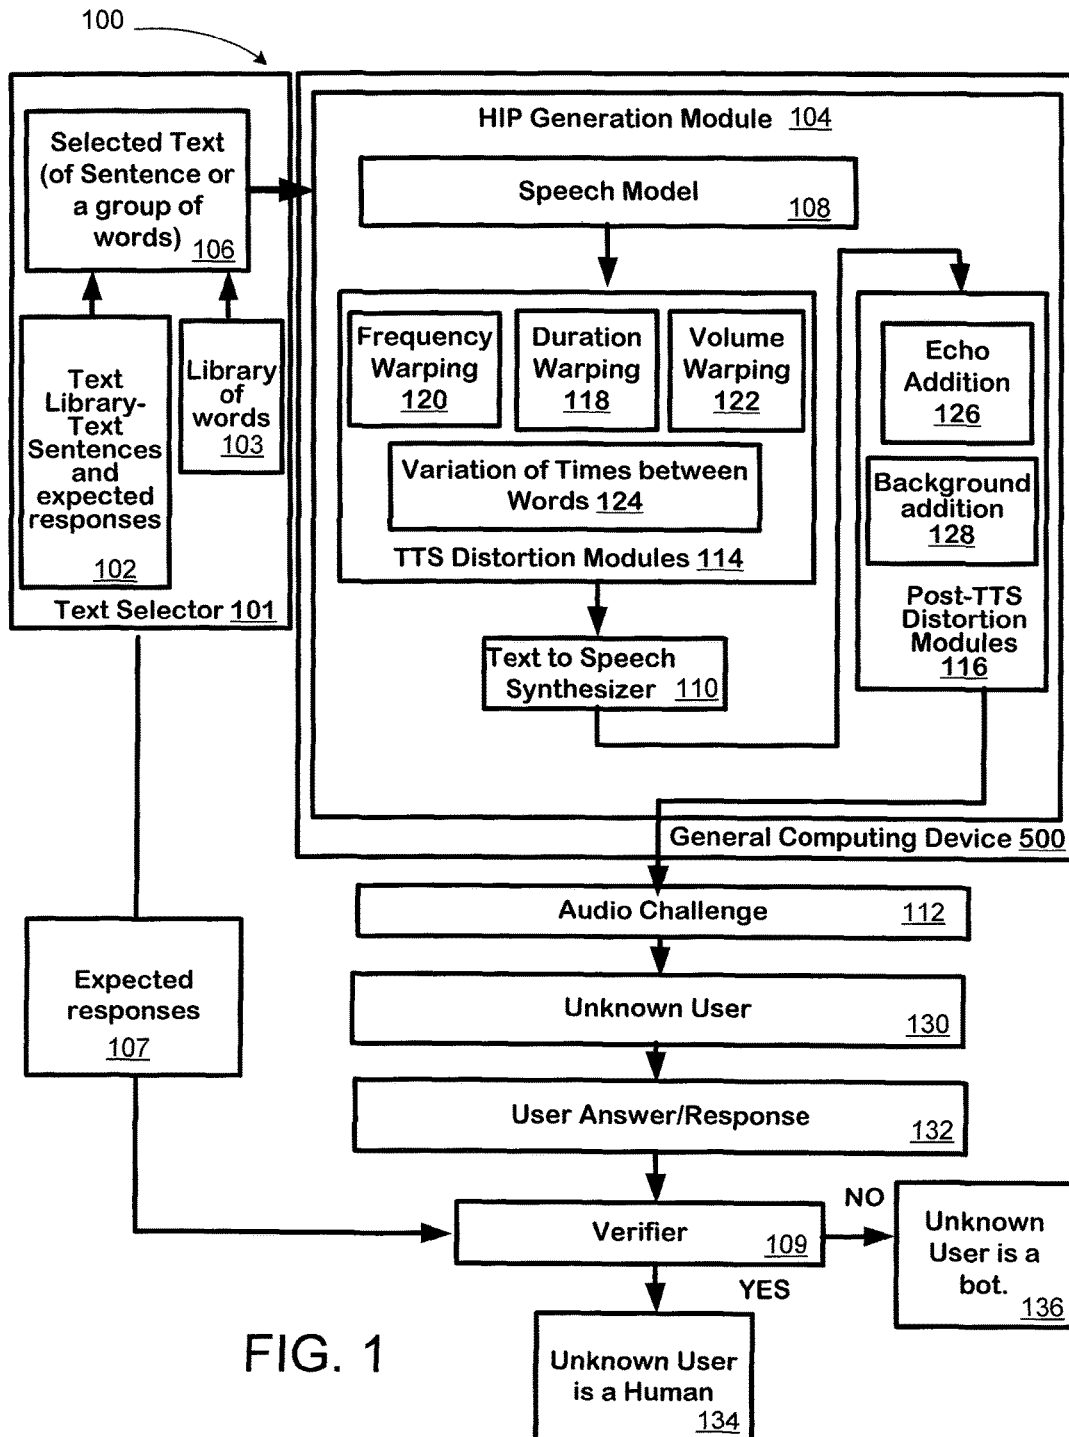 100
Selected Text
(of Sentence or
a group of
words)
106
Text
Library-
Text
Sentences
and
expected
responses
102
Library
of
words
103
Text Selector 101
HIP Generation Module 104
Speech Model
108
Frequency
Warping
120
Duration
Warping
118
Volume
Warping
122
Variation of Times between
Words 124
TTS Distortion Modules 114
Text to Speech
Synthesizer 110
Echo
Addition
126
Background
addition
128
Post-TTS
Distortion
Modules
116
General Computing Device 500
Audio Challenge 112
Unknown User
130
User Answer/Response
132
Expected
responses
107
Verifier
109
NO
Unknown
User is a
bot.
136
YES
Unknown User
is a Human
134
FIG. 1